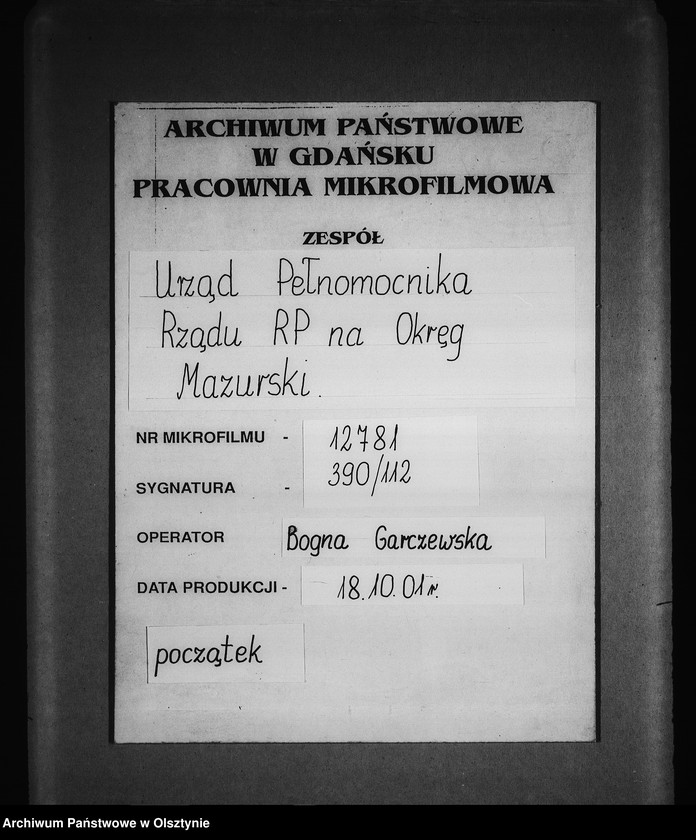 ARCHIWUM PAŃSTWOWE
W GDAŃSKU
PRACOWNIA MIKROFILMOWA
ZESPÓŁ
Urząd Pełnomocnika
Rządu RP na Okręg
Mazurski.
NR MIKROFILMU - 12781
SYGNATURA - 390/112
OPERATOR Bogna Garczewska
DATA PRODUKCJI - 18.10.01r.
początek
Archiwum Państwowe w Olsztynie